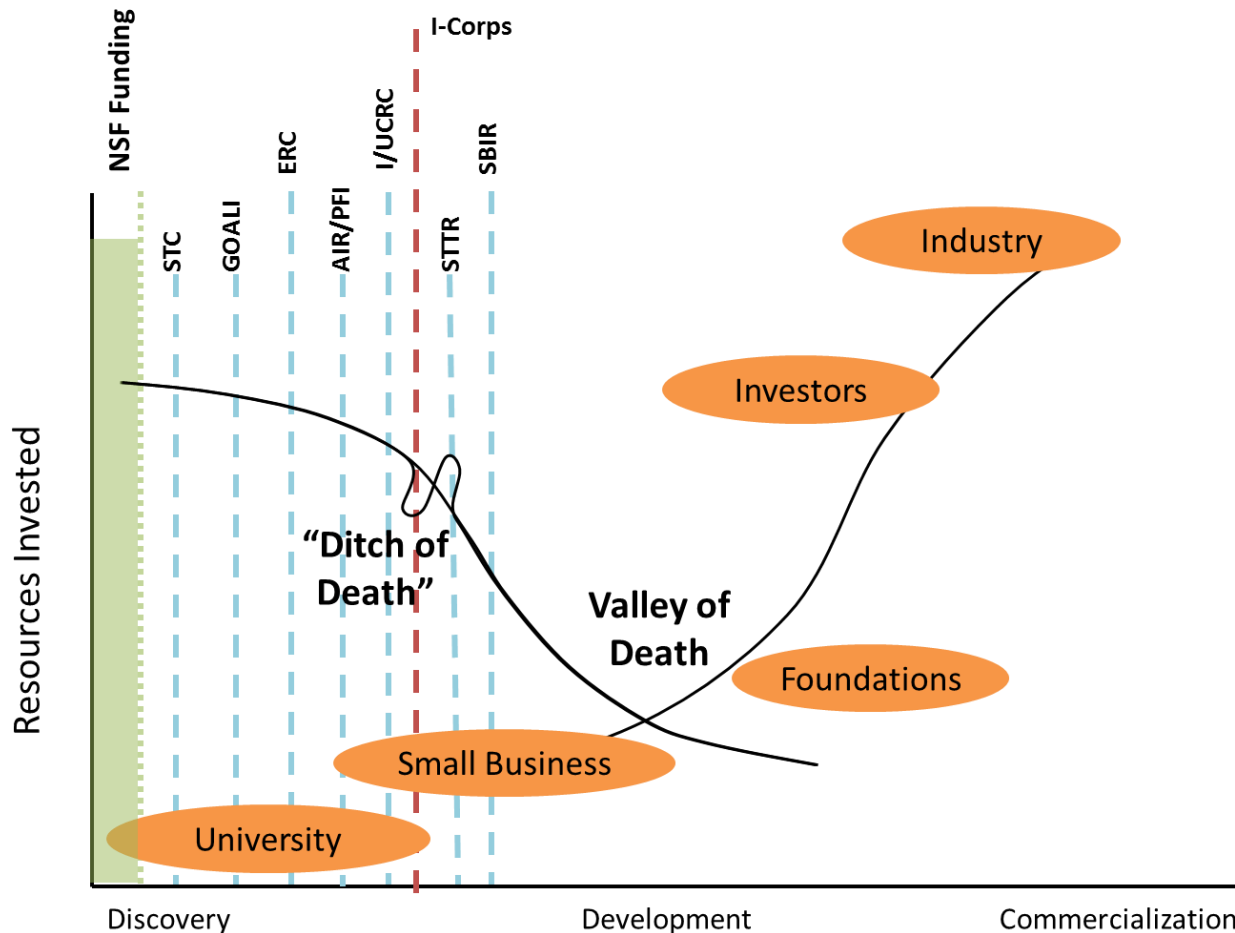 I-Corps
NSF Funding
ERC
I/UCRC
SBIR
STC
GOALI
AIR/PFI
STTR
Industry
Investors
Resources Invested
“Ditch of
Death”
Valley of
Death
Foundations
Small Business
University
Discovery
Development
Commercialization